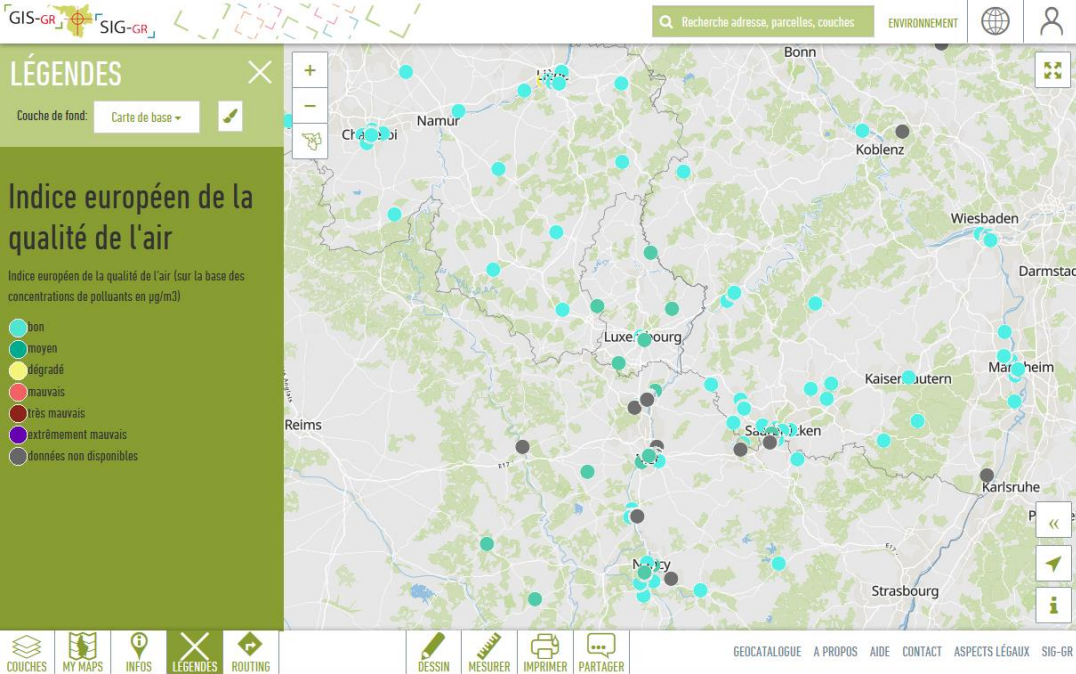 GIS-GR
SIG-GR
Recherche adresse, parcelles, couches
ENVIRONNEMENT
LÉGENDES
Couche de fond:
Carte de base
Indice européen de la
qualité de l'air
Indice européen de la qualité de l'air (sur la base des
concentrations de polluants en µg/m3)
bon
moyen
dégradé
mauvais
très mauvais
extrêmement mauvais
données non disponibles
+
−
Bonn
Namur
Koblenz
Wiesbaden
Darmstad
Reims
E17
Karlsruhe
E17
Strasbourg
«
i
COUCHES
MY MAPS
INFOS
LÉGENDES
ROUTING
DESSIN
MESURER
IMPRIMER
PARTAGER
GEOCATALOGUE
A PROPOS
AIDE
CONTACT
ASPECTS LÉGAUX
SIG-GR